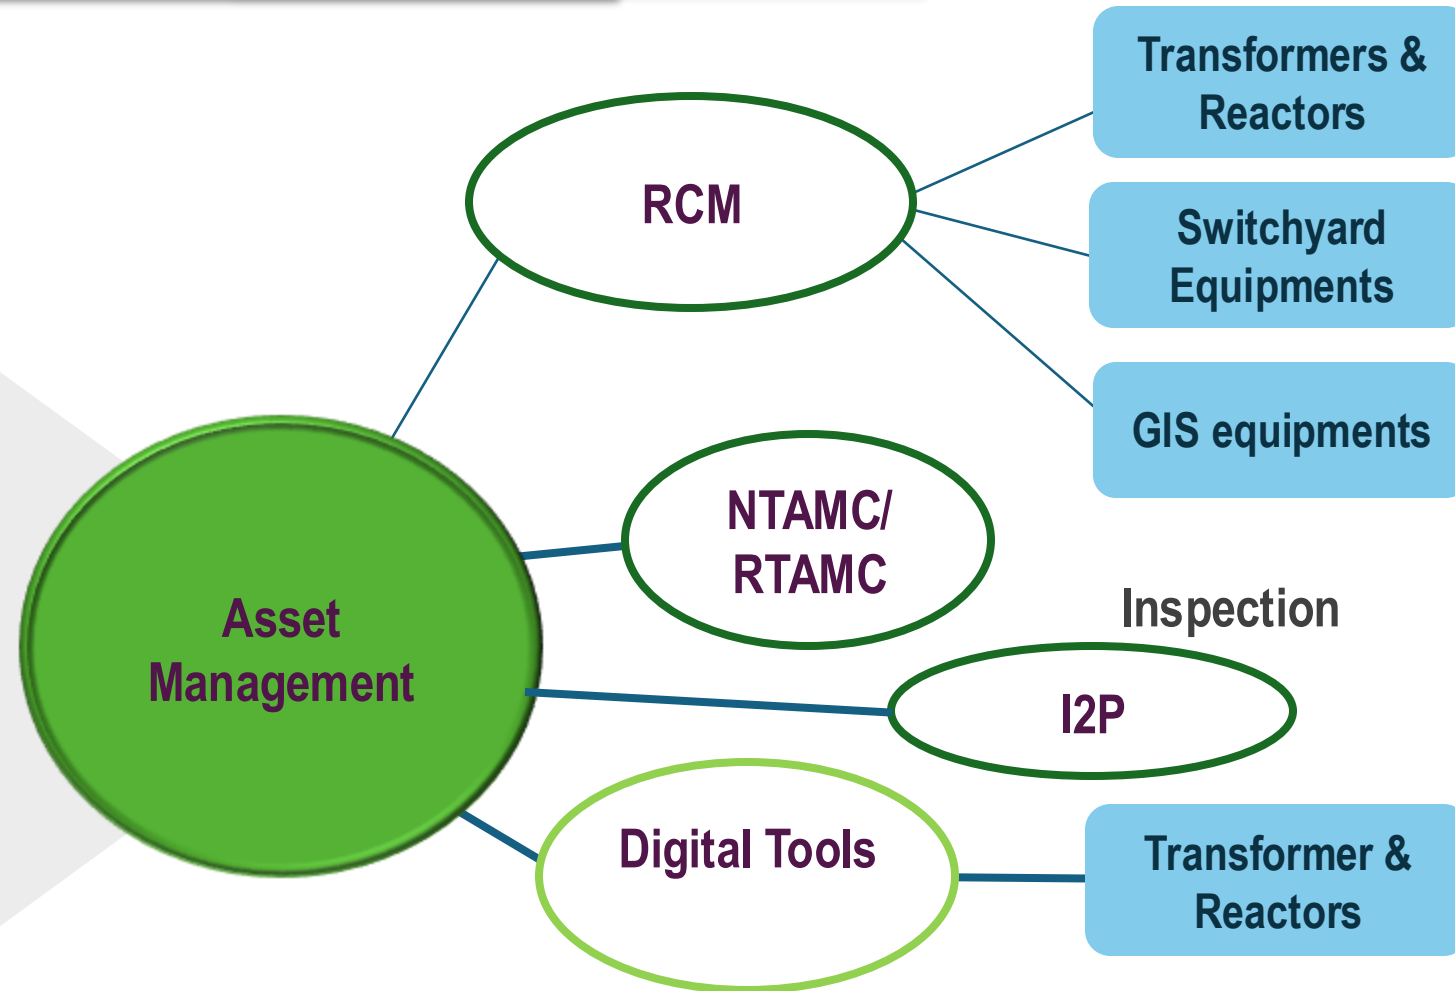 Transformers &
Reactors
RCM
Switchyard
Equipments
GIS equipments
NTAMC/
RTAMC
Inspection
Asset
Management
I2P
Digital Tools
Transformer &
Reactors